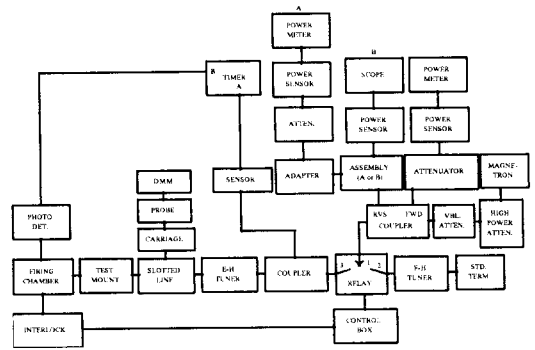 A
POWER
METER
B
TIMER
A
POWER
SENSOR
SCOPE
POWER
METER
ATTEN.
POWER
SENSOR
POWER
SENSOR
DMM
SENSOR
ADAPTER
ASSEMBLY
(A or B)
ATTENUATOR
MAGNE-
TRON
PHOTO
DET.
PROBE
CARRIAGE
RVS FWD
COUPLER
VBL.
ATTEN.
HIGH
POWER
ATTEN.
FIRING
CHAMBER
TEST
MOUNT
SLOTTED
LINE
E-H
TUNER
COUPLER
3 1 2
RELAY
E-H
TUNER
STD.
TERM
INTERLOCK
CONTROL
BOX